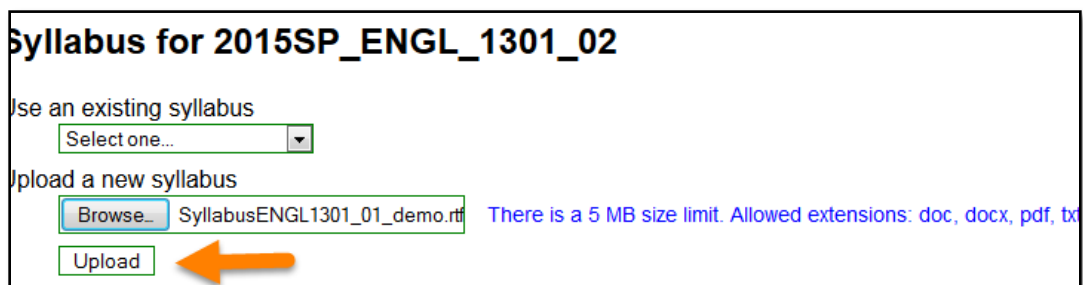 Syllabus for 2015SP_ENGL_1301_02
Use an existing syllabus
Select one...
Upload a new syllabus
Browse_ SyllabusENGL1301_01_demo.rtf There is a 5 MB size limit. Allowed extensions: doc, docx, pdf, txt
Upload